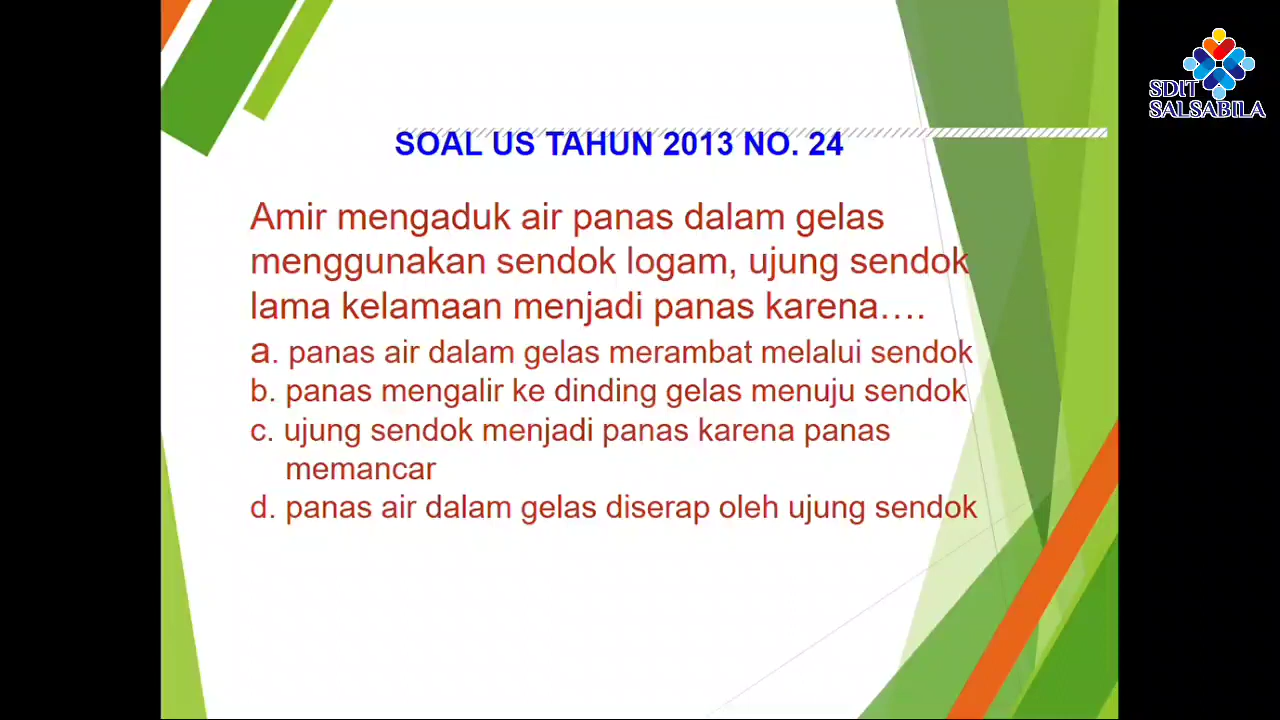 SDIT
SALSABILA
SOAL US TAHUN 2013 NO. 24
Amir mengaduk air panas dalam gelas
menggunakan sendok logam, ujung sendok
lama kelamaan menjadi panas karena….
a. panas air dalam gelas merambat melalui sendok
b. panas mengalir ke dinding gelas menuju sendok
c. ujung sendok menjadi panas karena panas
memancar
d. panas air dalam gelas diserap oleh ujung sendok